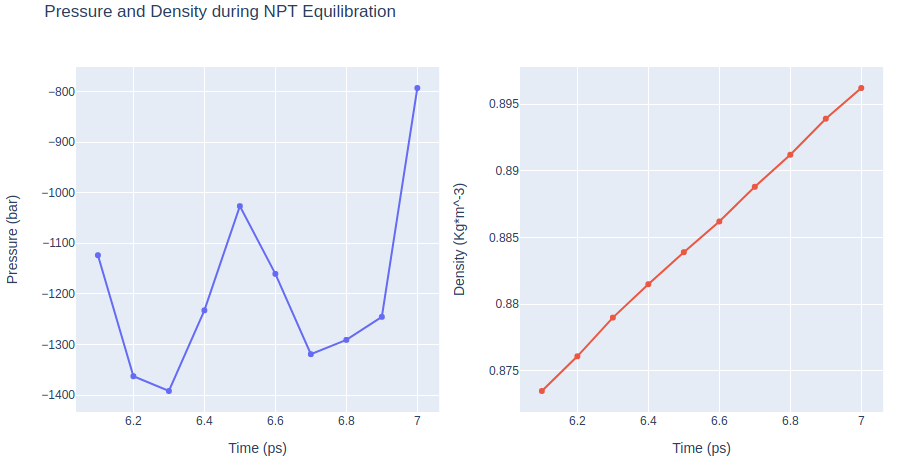 Pressure and Density during NPT Equilibration
−800
−900
−1000
−1100
−1200
−1300
−1400
Pressure (bar)
6.2 6.4 6.6 6.8 7
Time (ps)
0.895
0.89
0.885
0.88
0.875
Density (Kg*m^-3)
6.2 6.4 6.6 6.8 7
Time (ps)